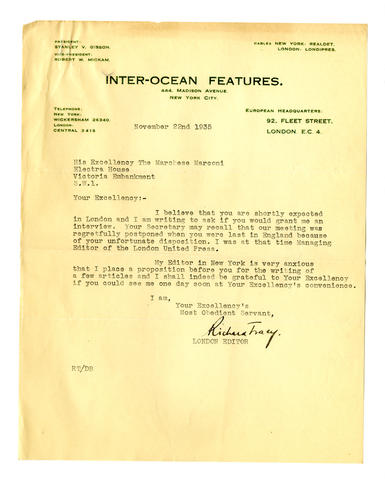 PRESIDENT:
STANLEY V. GIBSON.
VICE-PRESIDENT:
ROBERT W. MICKAM.
CABLES NEW YORK: REALDET,
LONDON: LONDIPRES.
INTER-OCEAN FEATURES.
444, MADISON AVENUE.
NEW YORK CITY.
TELEPHONE:
NEW YORK:
WICKERSHAM 26340.
LONDON:
CENTRAL 2415
EUROPEAN HEADQUARTERS:
92, FLEET STREET,
LONDON. E.C. 4.
November 22nd 1935
His Excellency The Marchese Marconi
Electra House
Victoria Embankment
S.W.1.
Your Excellency:-
I believe that you are shortly expected
in London and I am writing to ask if you would grant me an
interview. Your Secretary may recall that our meeting was
regretfully postponed when you were last in England because
of your unfortunate disposition. I was at that time Managing
Editor of the London United Press.
My Editor in New York is very anxious
that I place a proposition before you for the writing of
a few articles and I shall indeed be grateful to Your Excellency
if you could see me one day soon at Your Excellency's convenience.
I am,
Your Excellency's
Most Obedient Servant,
Richard Tracy.
LONDON EDITOR
RT/DB